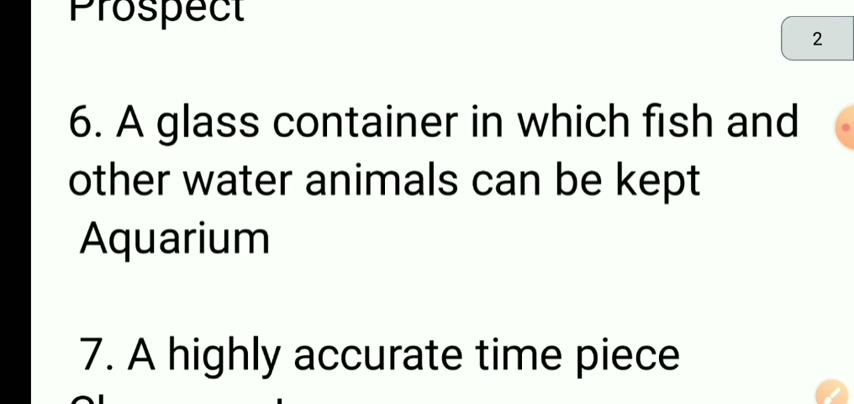 Prospect
2
6. A glass container in which fish and
other water animals can be kept
Aquarium
7. A highly accurate time piece